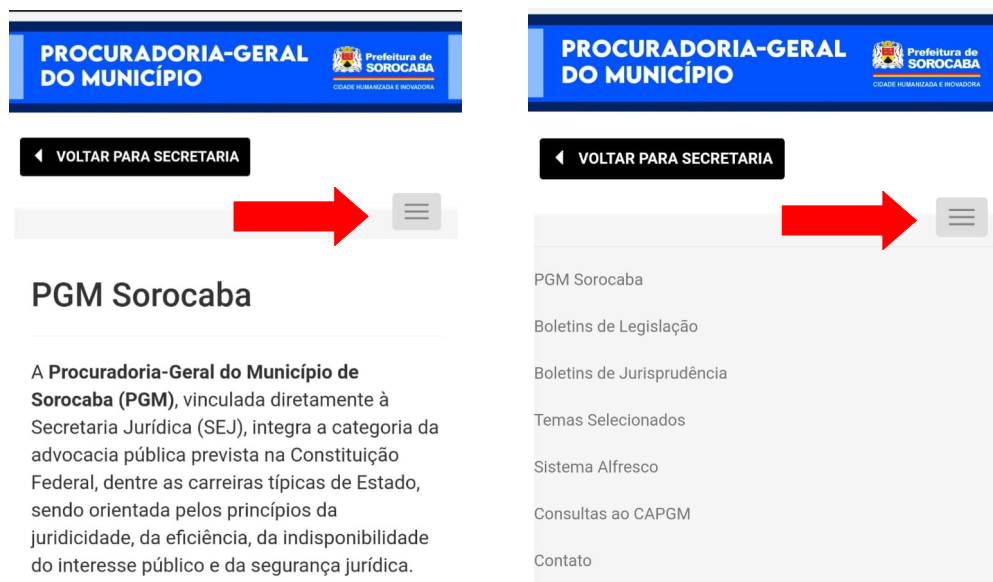 PROCURADORIA-GERAL
DO MUNICÍPIO
Prefeitura de
SOROCABA
CIDADE HUMANIZADA E INOVADORA
VOLTAR PARA SECRETARIA
PGM Sorocaba
A Procuradoria-Geral do Município de
Sorocaba (PGM), vinculada diretamente à
Secretaria Jurídica (SEJ), integra a categoria da
advocacia pública prevista na Constituição
Federal, dentre as carreiras típicas de Estado,
sendo orientada pelos princípios da
juridicidade, da eficiência, da indisponibilidade
do interesse público e da segurança jurídica.
PROCURADORIA-GERAL
DO MUNICÍPIO
Prefeitura de
SOROCABA
CIDADE HUMANIZADA E INOVADORA
VOLTAR PARA SECRETARIA
PGM Sorocaba
Boletins de Legislação
Boletins de Jurisprudência
Temas Selecionados
Sistema Alfresco
Consultas ao CAPGM
Contato